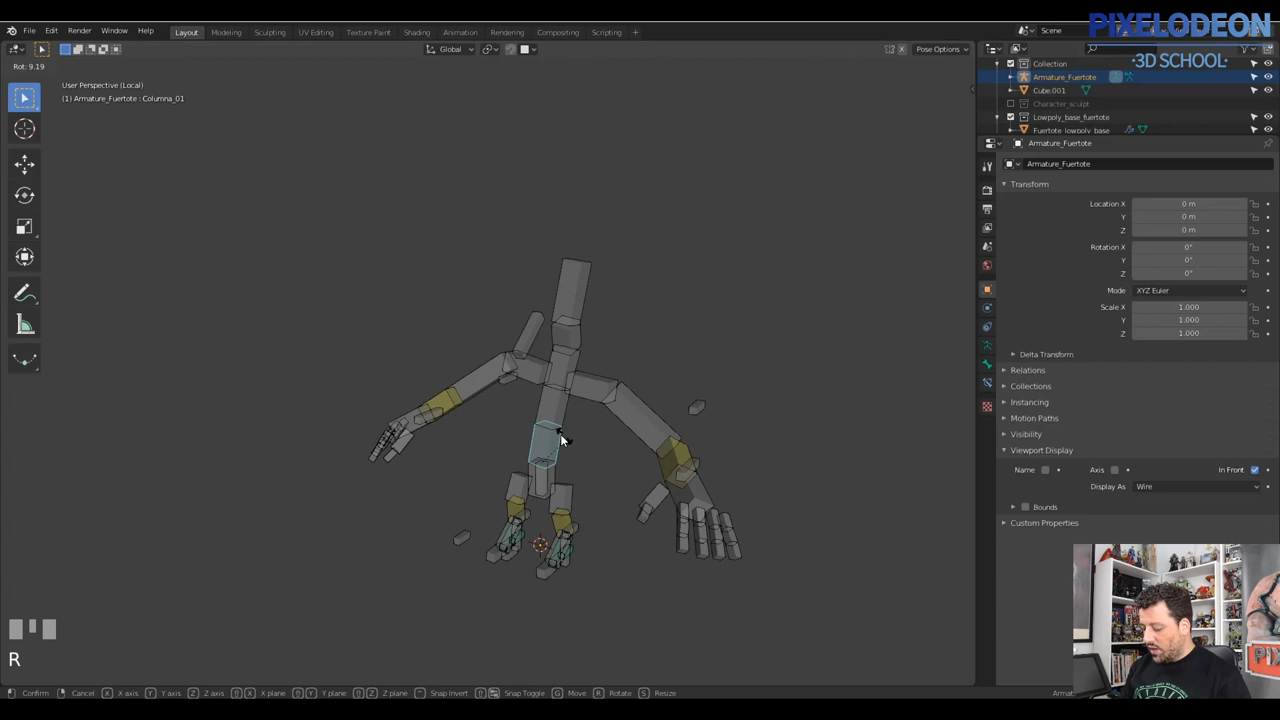 PIXELODEON
·3D SCHOOL·
File Edit Render Window Help
Layout Modeling Sculpting UV Editing Texture Paint Shading Animation Rendering Compositing Scripting +
Scene
Global
X
Pose Options
Rot: 9.19
User Perspective (Local)
(1) Armature_Fuertote : Columna_01
Collection
Armature_Fuertote
Cube.001
Character_sculpt
Lowpoly_base_fuertote
Fuertote_lowpoly_base
Armature_Fuertote
Armature_Fuertote
Transform
Location X 0 m
Y 0 m
Z 0 m
Rotation X 0°
Y 0°
Z 0°
Mode XYZ Euler
Scale X 1.000
Y 1.000
Z 1.000
Delta Transform
Relations
Collections
Instancing
Motion Paths
Visibility
Viewport Display
Name Axis In Front
Display As Wire
Bounds
Custom Properties
R
Confirm Cancel X X axis Y Y axis Z Z axis X X plane Y Y plane Z Z plane Snap Invert Snap Toggle G Move R Rotate S Resize
Armat